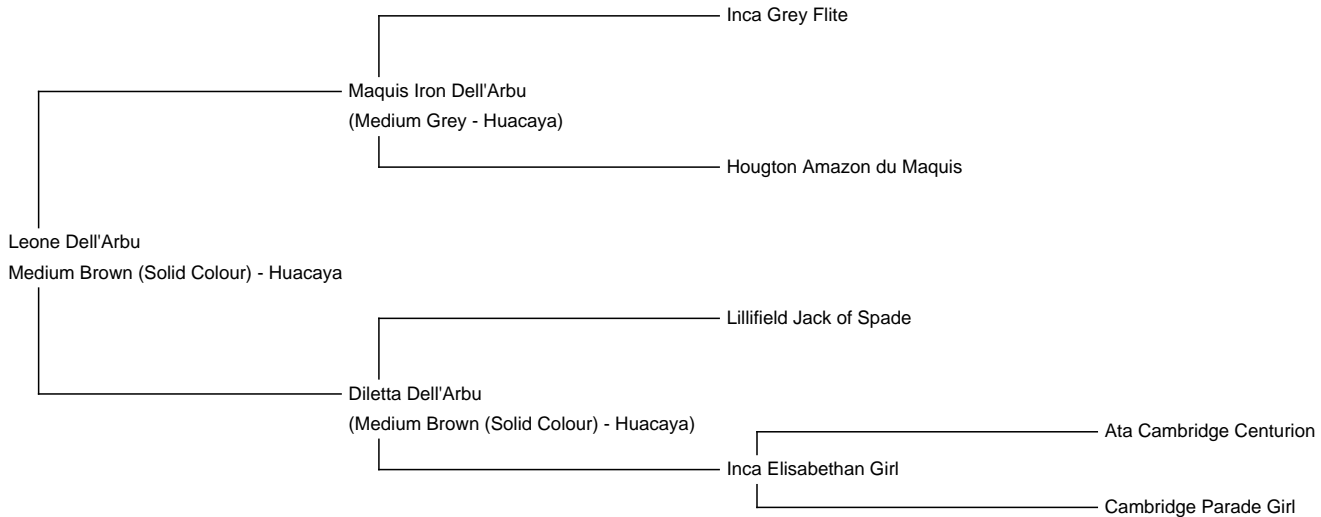 Inca Grey Flite
Maquis Iron Dell'Arbu
(Medium Grey - Huacaya)
Hougton Amazon du Maquis
Leone Dell'Arbu
Medium Brown (Solid Colour) - Huacaya
Lillifield Jack of Spade
Diletta Dell'Arbu
(Medium Brown (Solid Colour) - Huacaya)
Ata Cambridge Centurion
Inca Elisabethan Girl
Cambridge Parade Girl